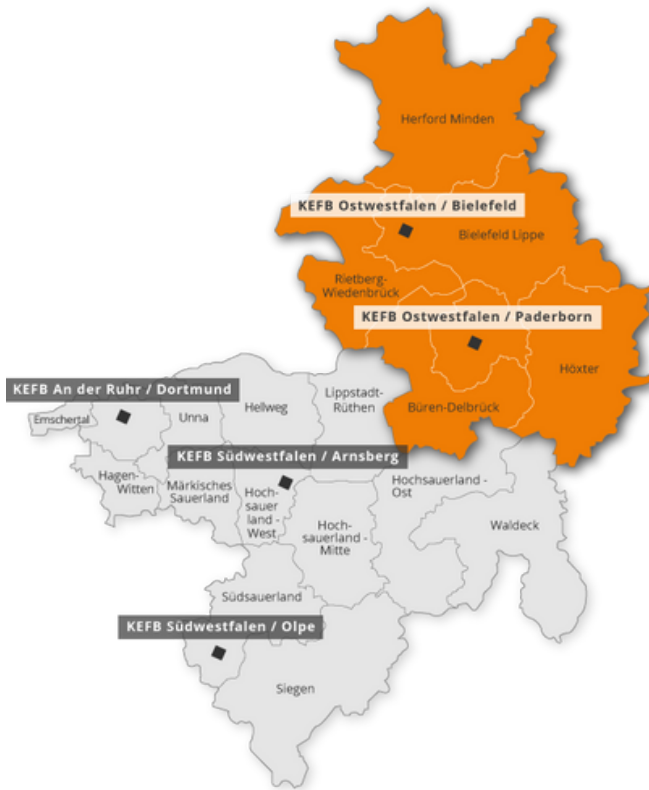 Herford Minden
KEFB Ostwestfalen / Bielefeld
Bielefeld Lippe
Rietberg-
Wiedenbrück
KEFB Ostwestfalen / Paderborn
Höxter
KEFB An der Ruhr / Dortmund
Lippstadt-
Rüthen
Hellweg
Büren-Delbrück
Emschertal
Unna
KEFB Südwestfalen / Arnsberg
Hagen-
Witten
Märkisches
Sauerland
Hoch-
sauer
land -
West
Hochsauerland -
Ost
Hoch-
sauerland -
Mitte
Waldeck
Südsauerland
KEFB Südwestfalen / Olpe
Siegen